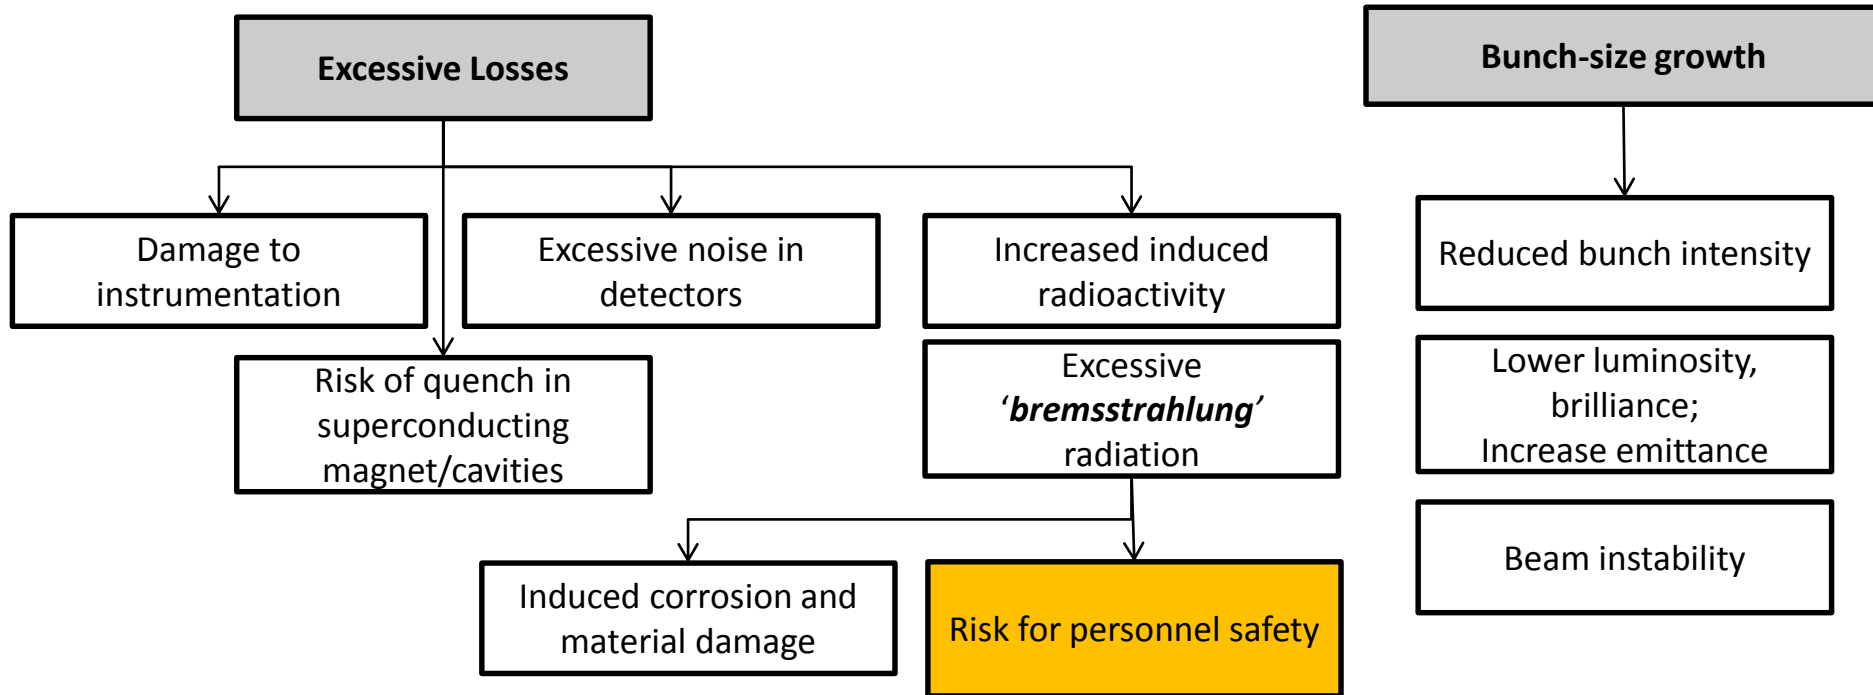 Excessive Losses
Bunch-size growth
Damage to
instrumentation
Excessive noise in
detectors
Increased induced
radioactivity
Reduced bunch intensity
Risk of quench in
superconducting
magnet/cavities
Excessive
‘bremsstrahlung’
radiation
Lower luminosity,
brilliance;
Increase emittance
Induced corrosion and
material damage
Risk for personnel safety
Beam instability